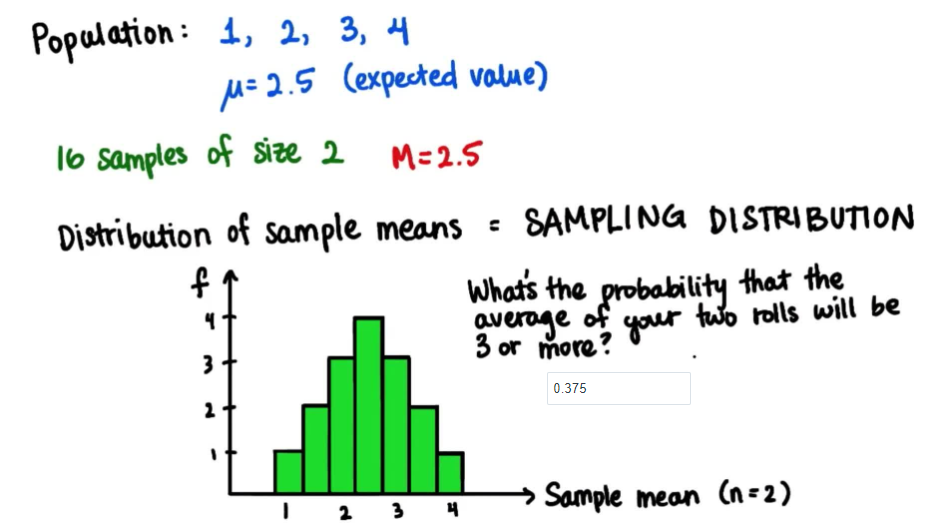 Population: 1, 2, 3, 4
μ=2.5 (expected value)
16 samples of size 2 M=2.5
Distribution of sample means = SAMPLING DISTRIBUTION
f
What's the probability that the
average of your two rolls will be
3 or more?
0.375
4
3
2
1
1 2 3 4
Sample mean (n=2)